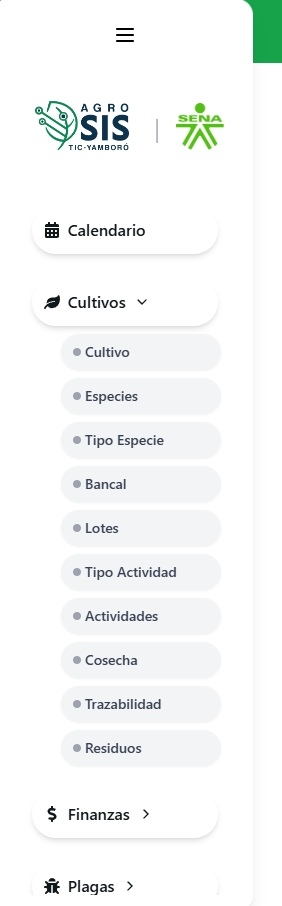 AGRO
SIS
TIC-YAMBORÓ
SENA
Calendario
Cultivos
Cultivo
Especies
Tipo Especie
Bancal
Lotes
Tipo Actividad
Actividades
Cosecha
Trazabilidad
Residuos
Finanzas
Plagas